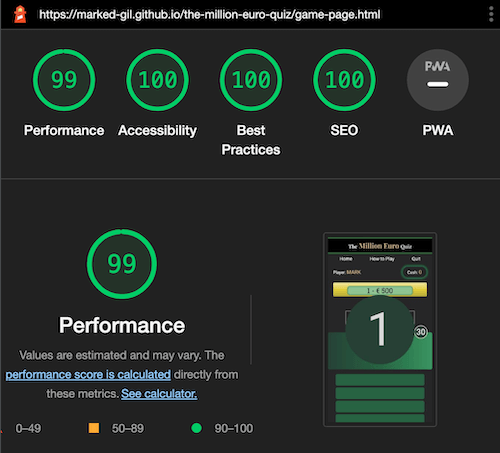 https://marked-gil.github.io/the-million-euro-quiz/game-page.html
99 100 100 100 PWA
Performance Accessibility Best Practices SEO PWA
99
Performance
Values are estimated and may vary. The
performance score is calculated directly from
these metrics. See calculator.
0–49 50–89 90–100
The Million Euro Quiz
Home How to Play Quit
Player: MARK Cash: 0
1 - € 500
1
30